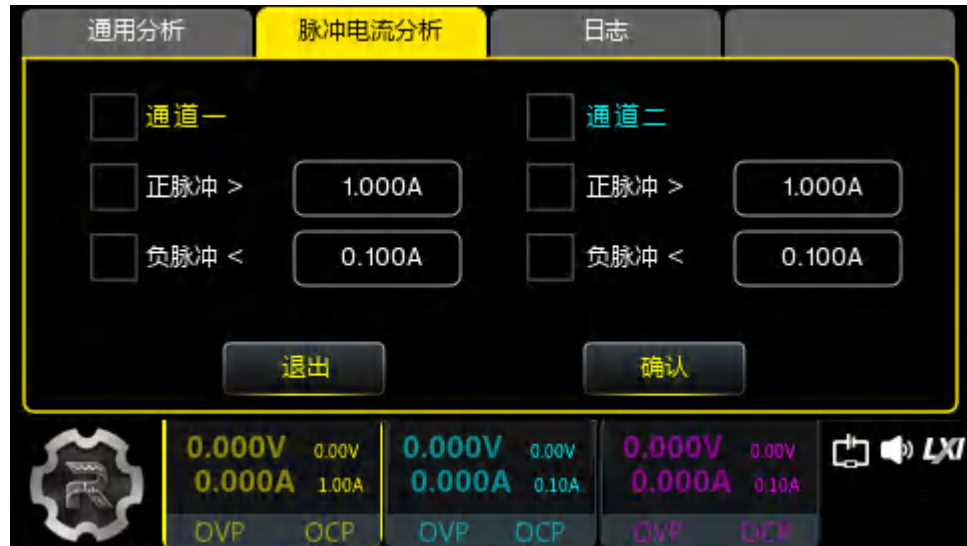 通用分析 脉冲电流分析 日志
通道一 通道二
正脉冲 > 1.000A 正脉冲 > 1.000A
负脉冲 < 0.100A 负脉冲 < 0.100A
退出 确认
0.000V 0.00V 0.000V 0.00V 0.000V 0.00V LXI
0.000A 1.00A 0.000A 0.10A 0.000A 0.10A
OVP OCP OVP OCP OVP OCP